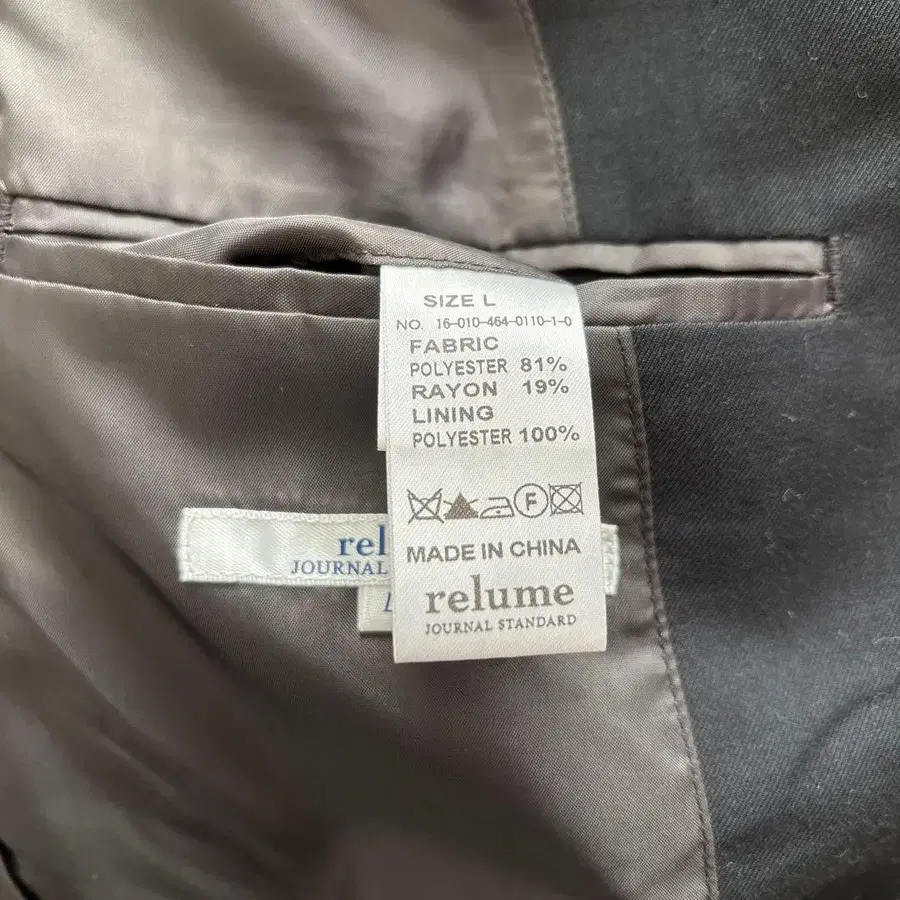 SIZE L
NO. 16-010-464-0110-1-0
FABRIC
POLYESTER 81%
RAYON 19%
LINING
POLYESTER 100%
F
MADE IN CHINA
relume
JOURNAL STANDARD
rel
JOURNAL
L